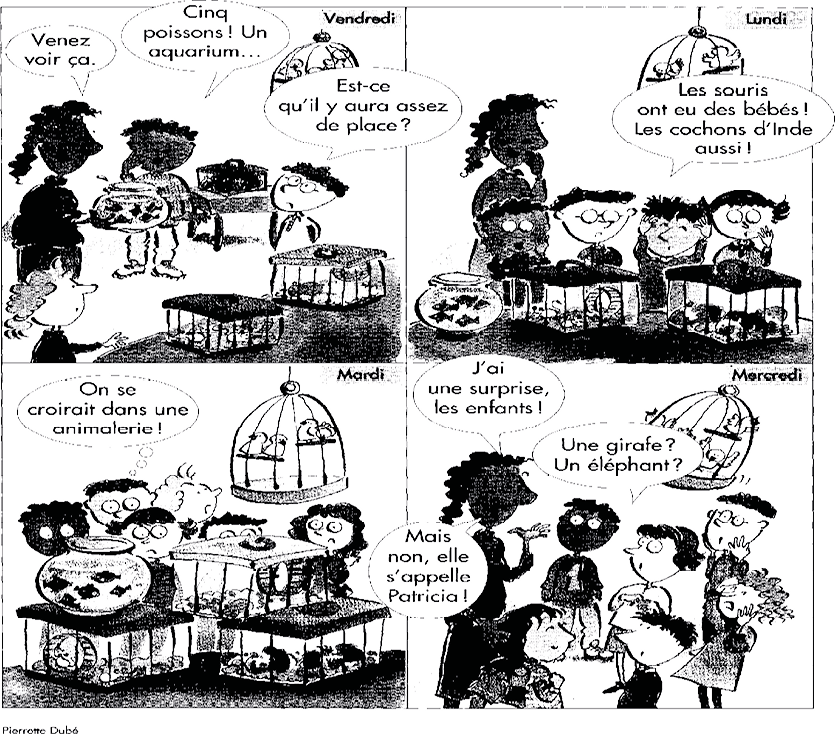 Vendredi
Venez
voir ça.
Cinq
poissons ! Un
aquarium...
Est-ce
qu'il y aura assez
de place ?
Lundi
Les souris
ont eu des bébés !
Les cochons d'Inde
aussi !
Mardi
On se
croirait dans une
animalerie !
Mercredi
J'ai
une surprise,
les enfants !
Une girafe ?
Un éléphant ?
Mais
non, elle
s'appelle
Patricia !
Pierrette Dubé